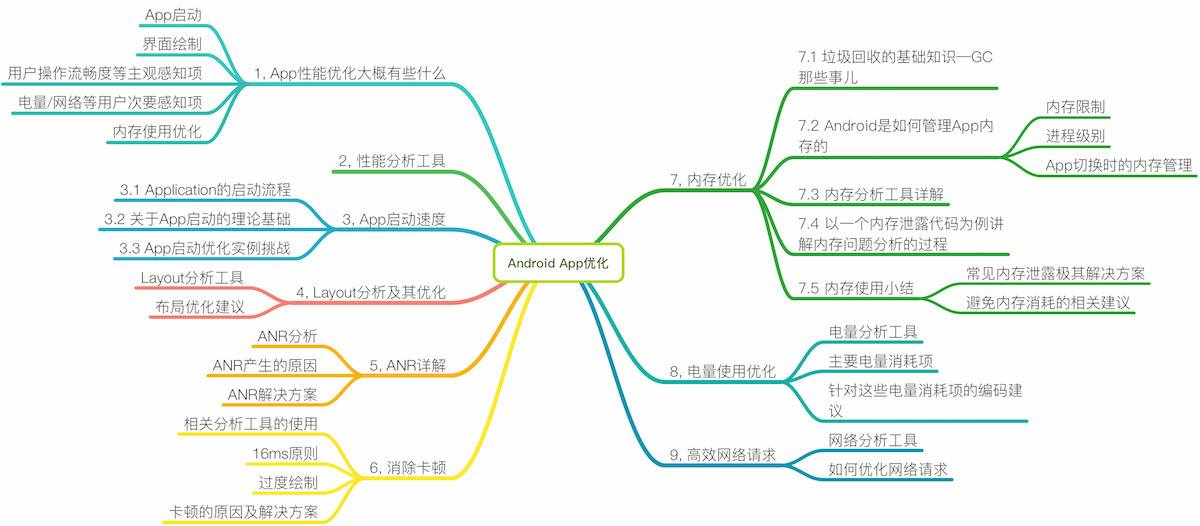 Android App优化
1, App性能优化大概有些什么
App启动
界面绘制
用户操作流畅度等主观感知项
电量/网络等用户次要感知项
内存使用优化
2, 性能分析工具
3, App启动速度
3.1 Application的启动流程
3.2 关于App启动的理论基础
3.3 App启动优化实例挑战
4, Layout分析及其优化
Layout分析工具
布局优化建议
5, ANR详解
ANR分析
ANR产生的原因
ANR解决方案
6, 消除卡顿
相关分析工具的使用
16ms原则
过度绘制
卡顿的原因及解决方案
7, 内存优化
7.1 垃圾回收的基础知识—GC
那些事儿
7.2 Android是如何管理App内
存的
内存限制
进程级别
App切换时的内存管理
7.3 内存分析工具详解
7.4 以一个内存泄露代码为例讲
解内存问题分析的过程
7.5 内存使用小结
常见内存泄露极其解决方案
避免内存消耗的相关建议
8, 电量使用优化
电量分析工具
主要电量消耗项
针对这些电量消耗项的编码建
议
9, 高效网络请求
网络分析工具
如何优化网络请求